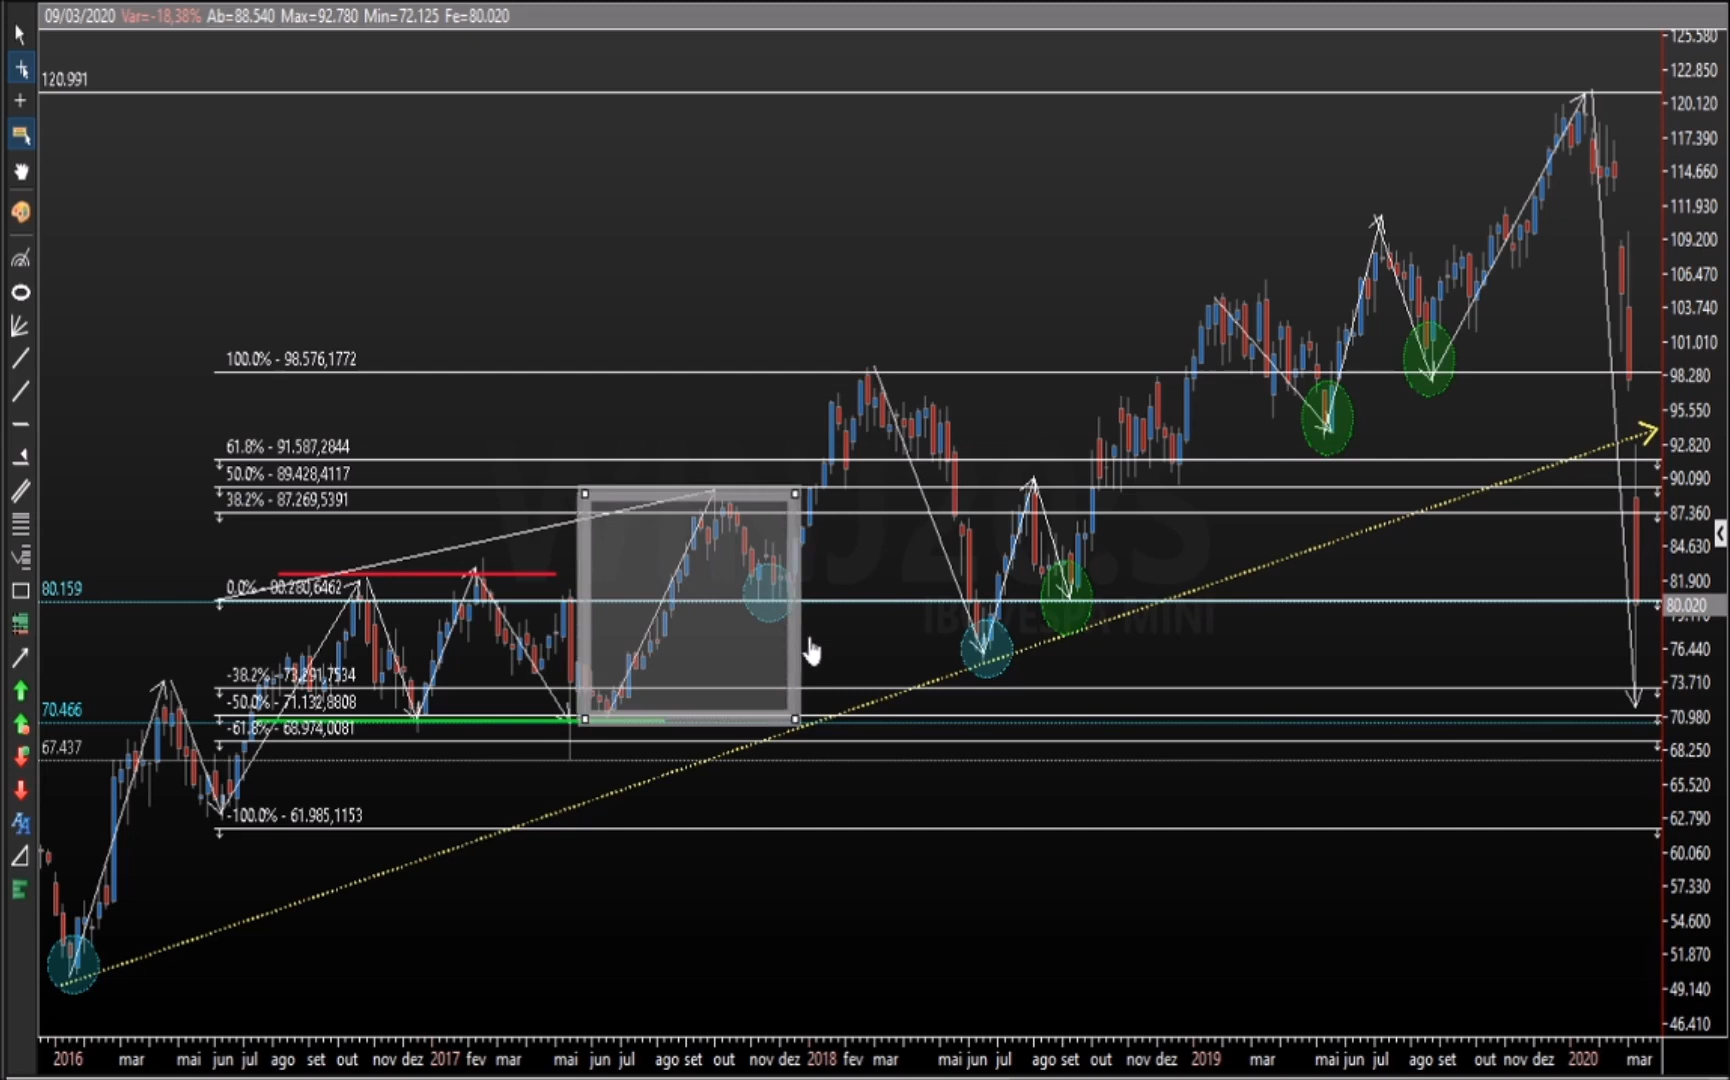 09/03/2020 Var=-18,38% Ab=88.540 Max=92.780 Min=72.125 Fe=80.020
125.580
122.850
120.991
120.120
117.390
114.660
111.930
109.200
106.470
103.740
101.010
100.0% - 98.576,1772
98.280
95.550
61.8% - 91.587,2844
92.820
50.0% - 89.428,4117
90.090
38.2% - 87.269,5391
87.360
84.630
80.159
0.0% - 80.280,6462
81.900
80.020
IBOVESPA MINI
76.440
-38.2% - 73.291,7534
73.710
-50.0% - 71.132,8808
70.466
70.980
-61.8% - 68.974,0081
67.437
68.250
65.520
-100.0% - 61.985,1153
62.790
60.060
57.330
54.600
51.870
49.140
46.410
2016 mar mai jun jul ago set out nov dez 2017 fev mar mai jun jul ago set out nov dez 2018 fev mar mai jun jul ago set out nov dez 2019 mar mai jun jul ago set out nov dez 2020 mar